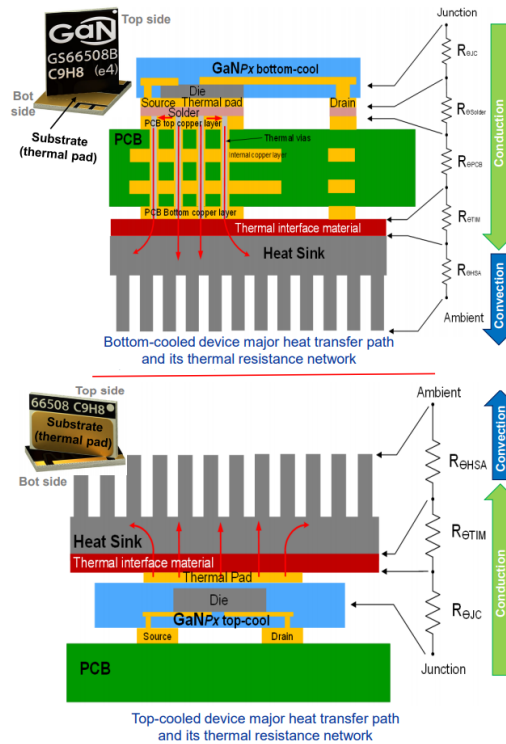 Top side
GaN
GS66508B
C9H8 (e4)
Bot
side
Substrate
(thermal pad)
GaNPx bottom-cool
Die
Source
Thermal pad
Drain
Solder
PCB top copper layer
PCB
Thermal vias
Internal copper layer
PCB Bottom copper layer
Thermal interface material
Heat Sink
Junction
RΘJC
RΘSolder
RΘPCB
RΘTIM
RΘHSA
Ambient
Conduction
Convection
Bottom-cooled device major heat transfer path
and its thermal resistance network
Top side
66508 C9H8
Substrate
(thermal pad)
Bot side
Heat Sink
Thermal interface material
Thermal Pad
Die
GaNPx top-cool
Source
Drain
PCB
Ambient
RΘHSA
RΘTIM
RΘJC
Junction
Convection
Conduction
Top-cooled device major heat transfer path
and its thermal resistance network